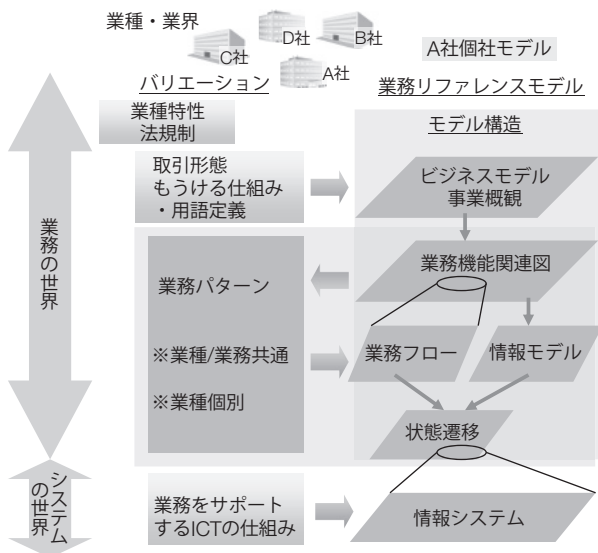 業種・業界
D社
B社
C社
A社
A社個社モデル
バリエーション
業務リファレンスモデル
業種特性
法規制
モデル構造
取引形態
もうける仕組み
・用語定義
ビジネスモデル
事業概観
業務の世界
業務機能関連図
業務パターン
※業種/業務共通
※業種個別
業務フロー
情報モデル
状態遷移
システム
の世界
業務をサポート
するICTの仕組み
情報システム